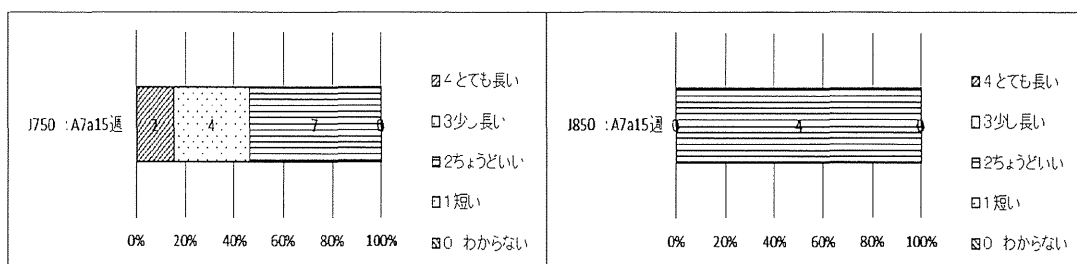 4とても長い
3少し長い
J750 :A7a15週
2 4 7 0
2ちょうどいい
1短い
0 わからない
0% 20% 40% 60% 80% 100%
4とても長い
3少し長い
J850 :A7a15週
0 4 0
2ちょうどいい
1短い
0 わからない
0% 20% 40% 60% 80% 100%